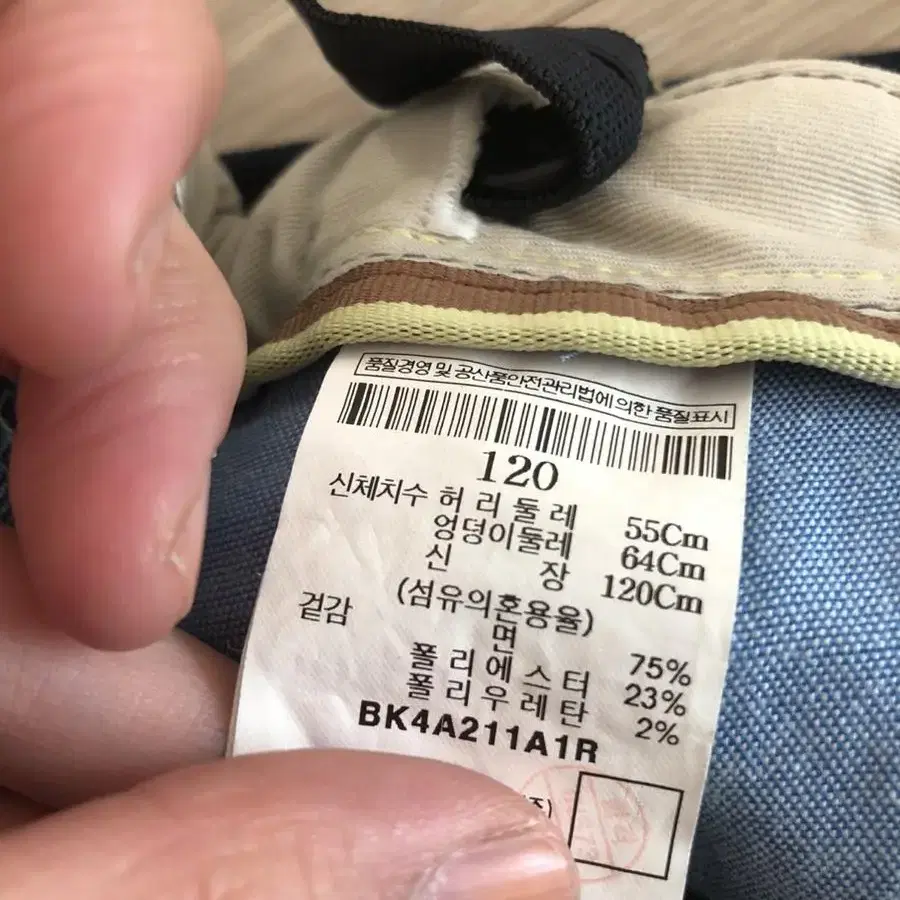 품질경영 및 공산품안전관리법에 의한 품질표시
120
신체치수 허리둘레 55Cm
엉덩이둘레 64Cm
신장 120Cm
(섬유의혼용율)
겉감 면 75%
폴리에스터 23%
폴리우레탄 2%
BK4A211A1R